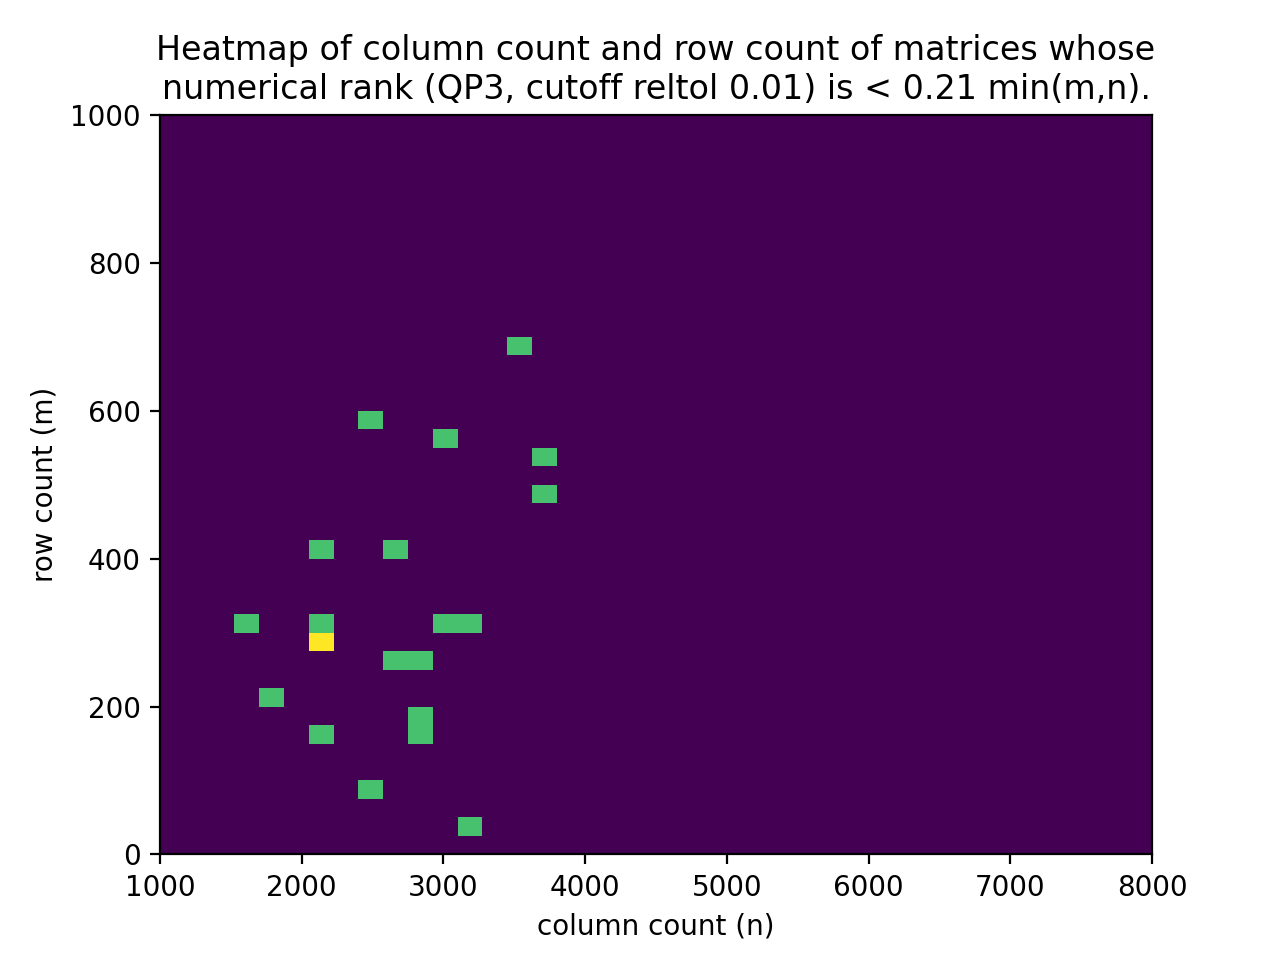 Heatmap of column count and row count of matrices whose
numerical rank (QP3, cutoff reltol 0.01) is < 0.21 min(m,n).
1000
800
600
400
200
0
row count (m)
1000 2000 3000 4000 5000 6000 7000 8000
column count (n)